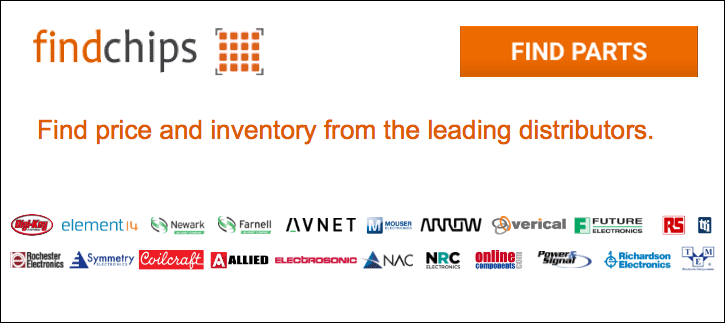 findchips
FIND PARTS
Find price and inventory from the leading distributors.
Digi-Key
element14
Newark
Farnell
AVNET
MOUSER
ELECTRONICS
ARROW
verical
FUTURE
ELECTRONICS
RS
tti
Rochester
Electronics
Symmetry
ELECTRONICS
Coilcraft
ALLIED
ELECTROSONIC
NAC
NRC
ELECTRONICS
online
components.com
Power &
Signal
Richardson
Electronics
TEM